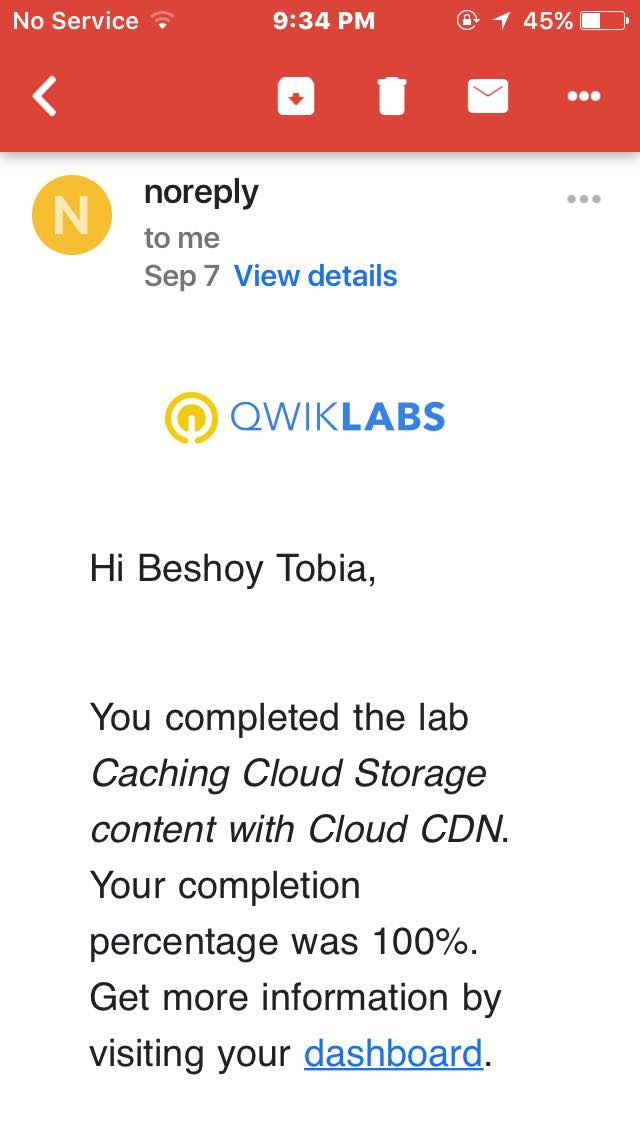 No Service 9:34 PM 45%
N
noreply
to me
Sep 7 View details
QWIKLABS
Hi Beshoy Tobia,
You completed the lab
Caching Cloud Storage
content with Cloud CDN.
Your completion
percentage was 100%.
Get more information by
visiting your dashboard.